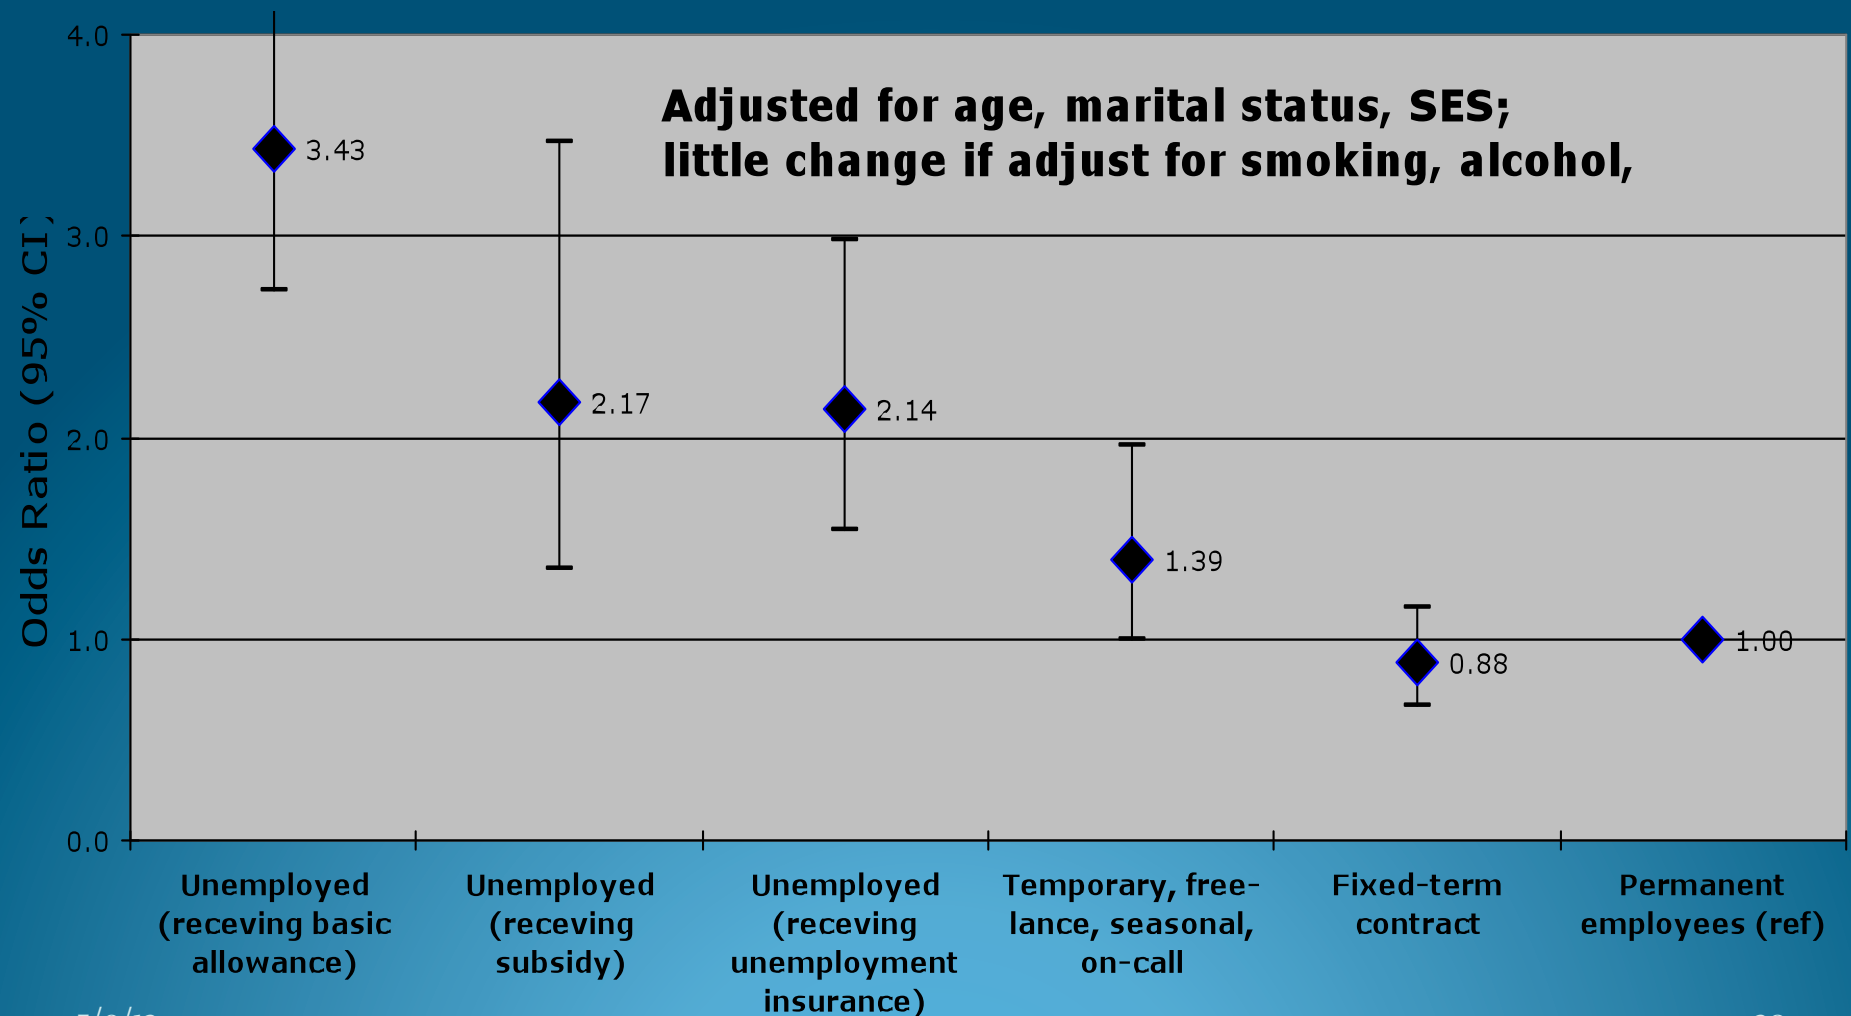 Adjusted for age, marital status, SES;
little change if adjust for smoking, alcohol,
Odds Ratio (95% CI)
4.0
3.0
2.0
1.0
0.0
3.43
2.17
2.14
1.39
0.88
1.00
Unemployed
(receving basic
allowance)
Unemployed
(receving
subsidy)
Unemployed
(receving
unemployment
insurance)
Temporary, free-
lance, seasonal,
on-call
Fixed-term
contract
Permanent
employees (ref)